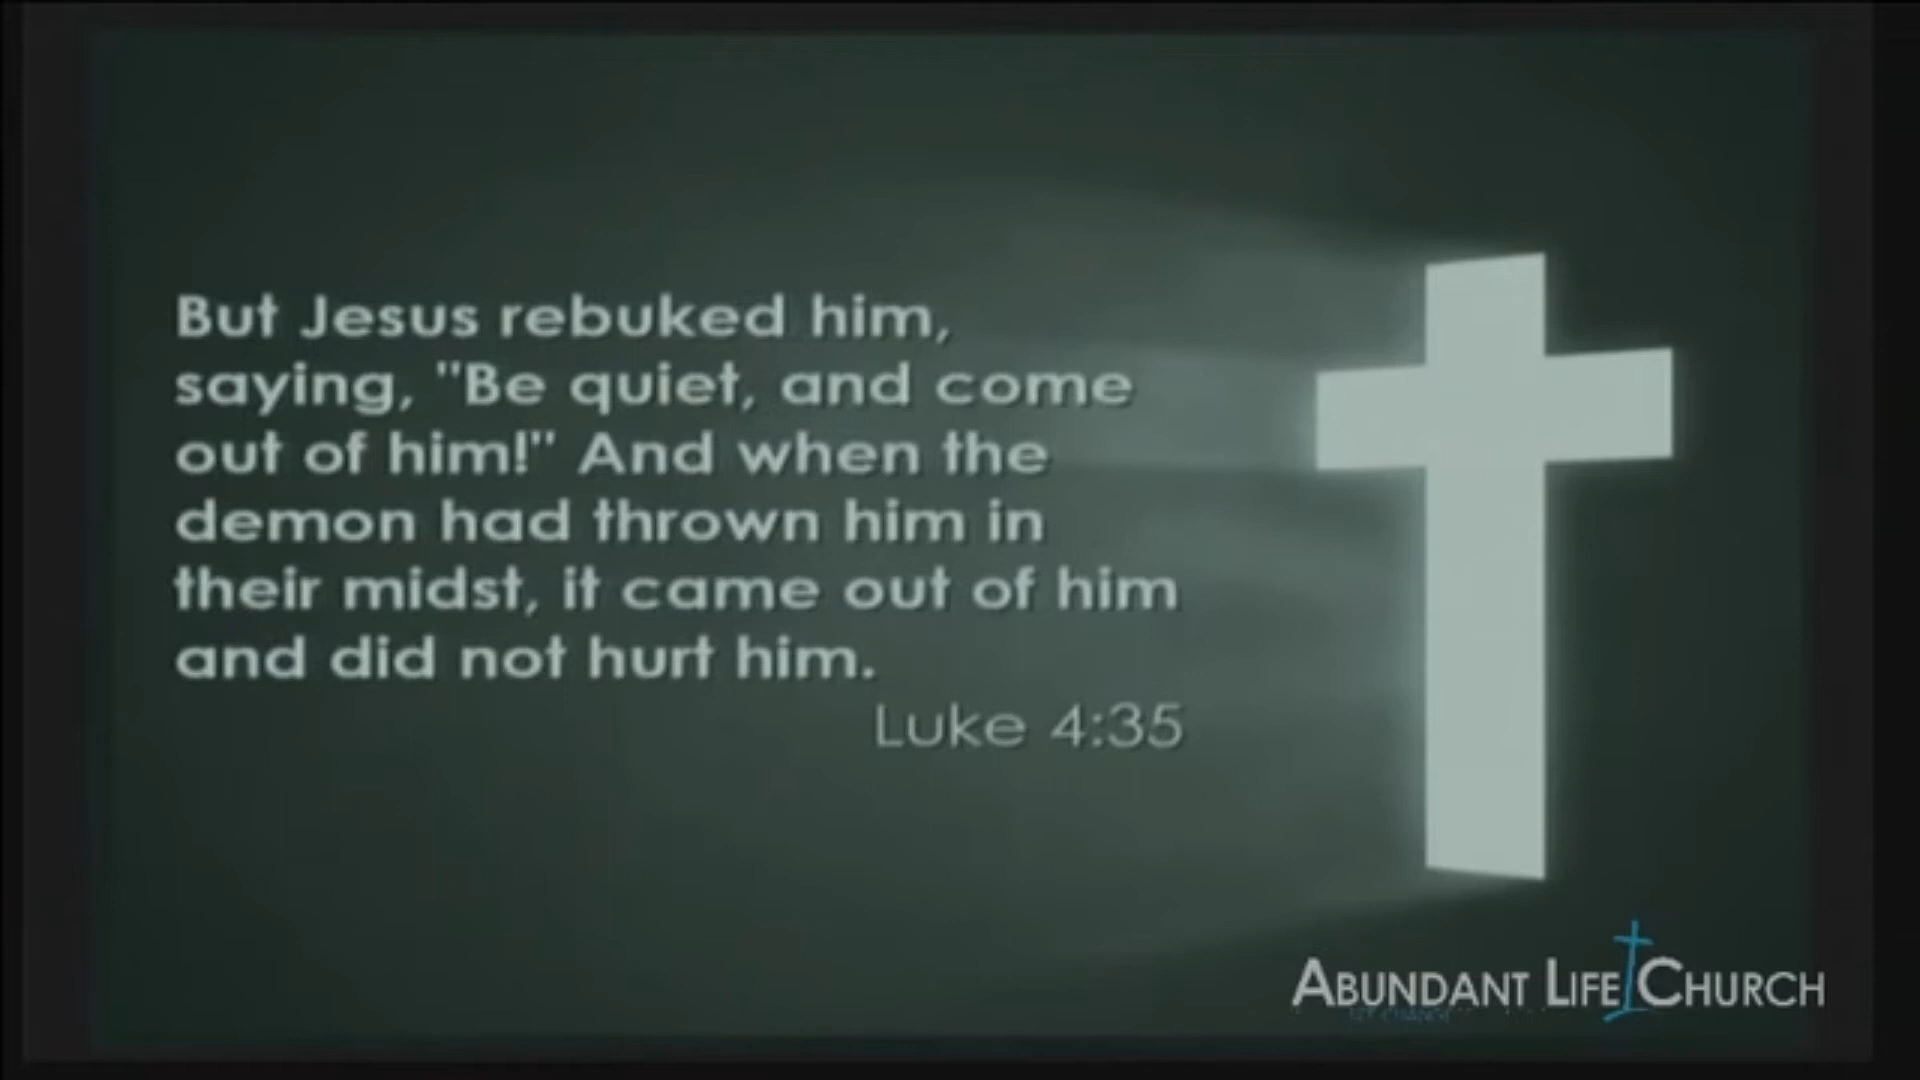 But Jesus rebuked him,
saying, "Be quiet, and come
out of him!" And when the
demon had thrown him in
their midst, it came out of him
and did not hurt him.
Luke 4:35
ABUNDANT LIFE CHURCH